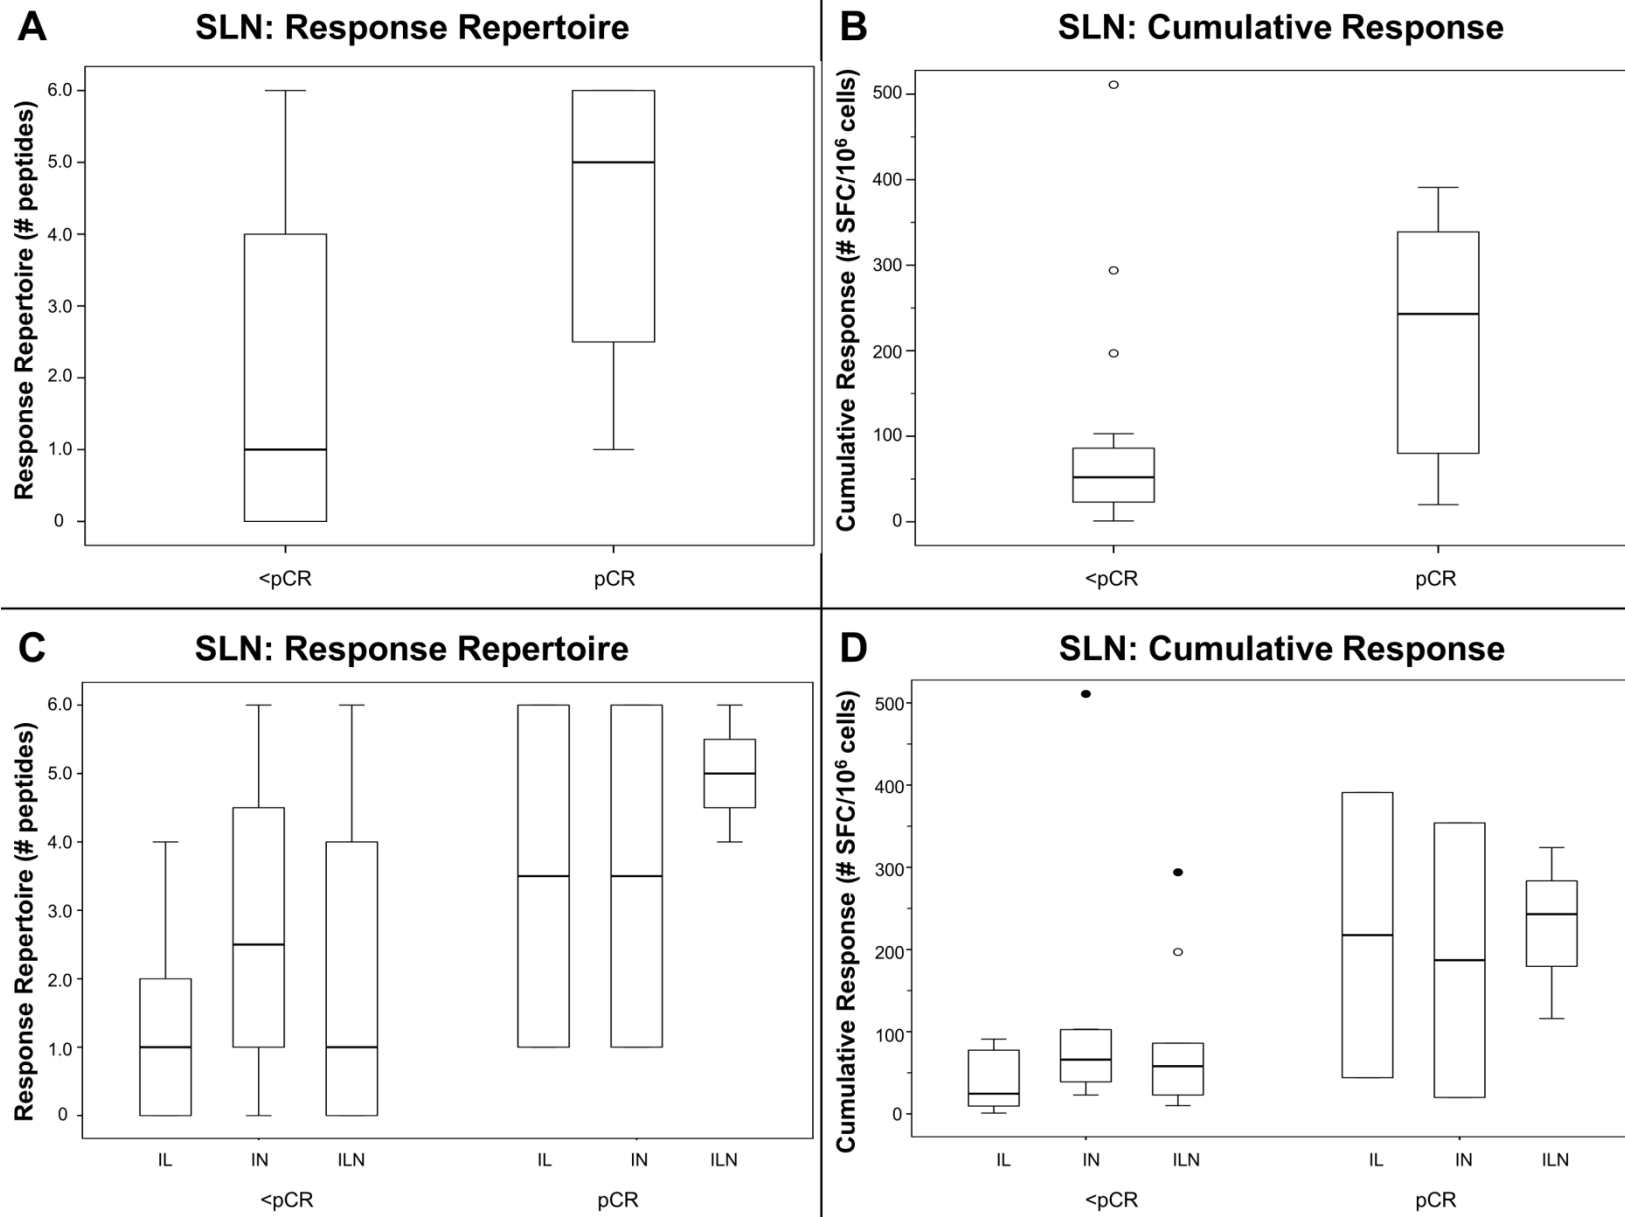 A
SLN: Response Repertoire
Response Repertoire (# peptides)
6.0
5.0
4.0
3.0
2.0
1.0
0
<pCR
pCR
B
SLN: Cumulative Response
Cumulative Response (# SFC/10⁶ cells)
500
400
300
200
100
0
<pCR
pCR
C
SLN: Response Repertoire
Response Repertoire (# peptides)
6.0
5.0
4.0
3.0
2.0
1.0
0
IL IN ILN IL IN ILN
<pCR pCR
D
SLN: Cumulative Response
Cumulative Response (# SFC/10⁶ cells)
500
400
300
200
100
0
IL IN ILN IL IN ILN
<pCR pCR